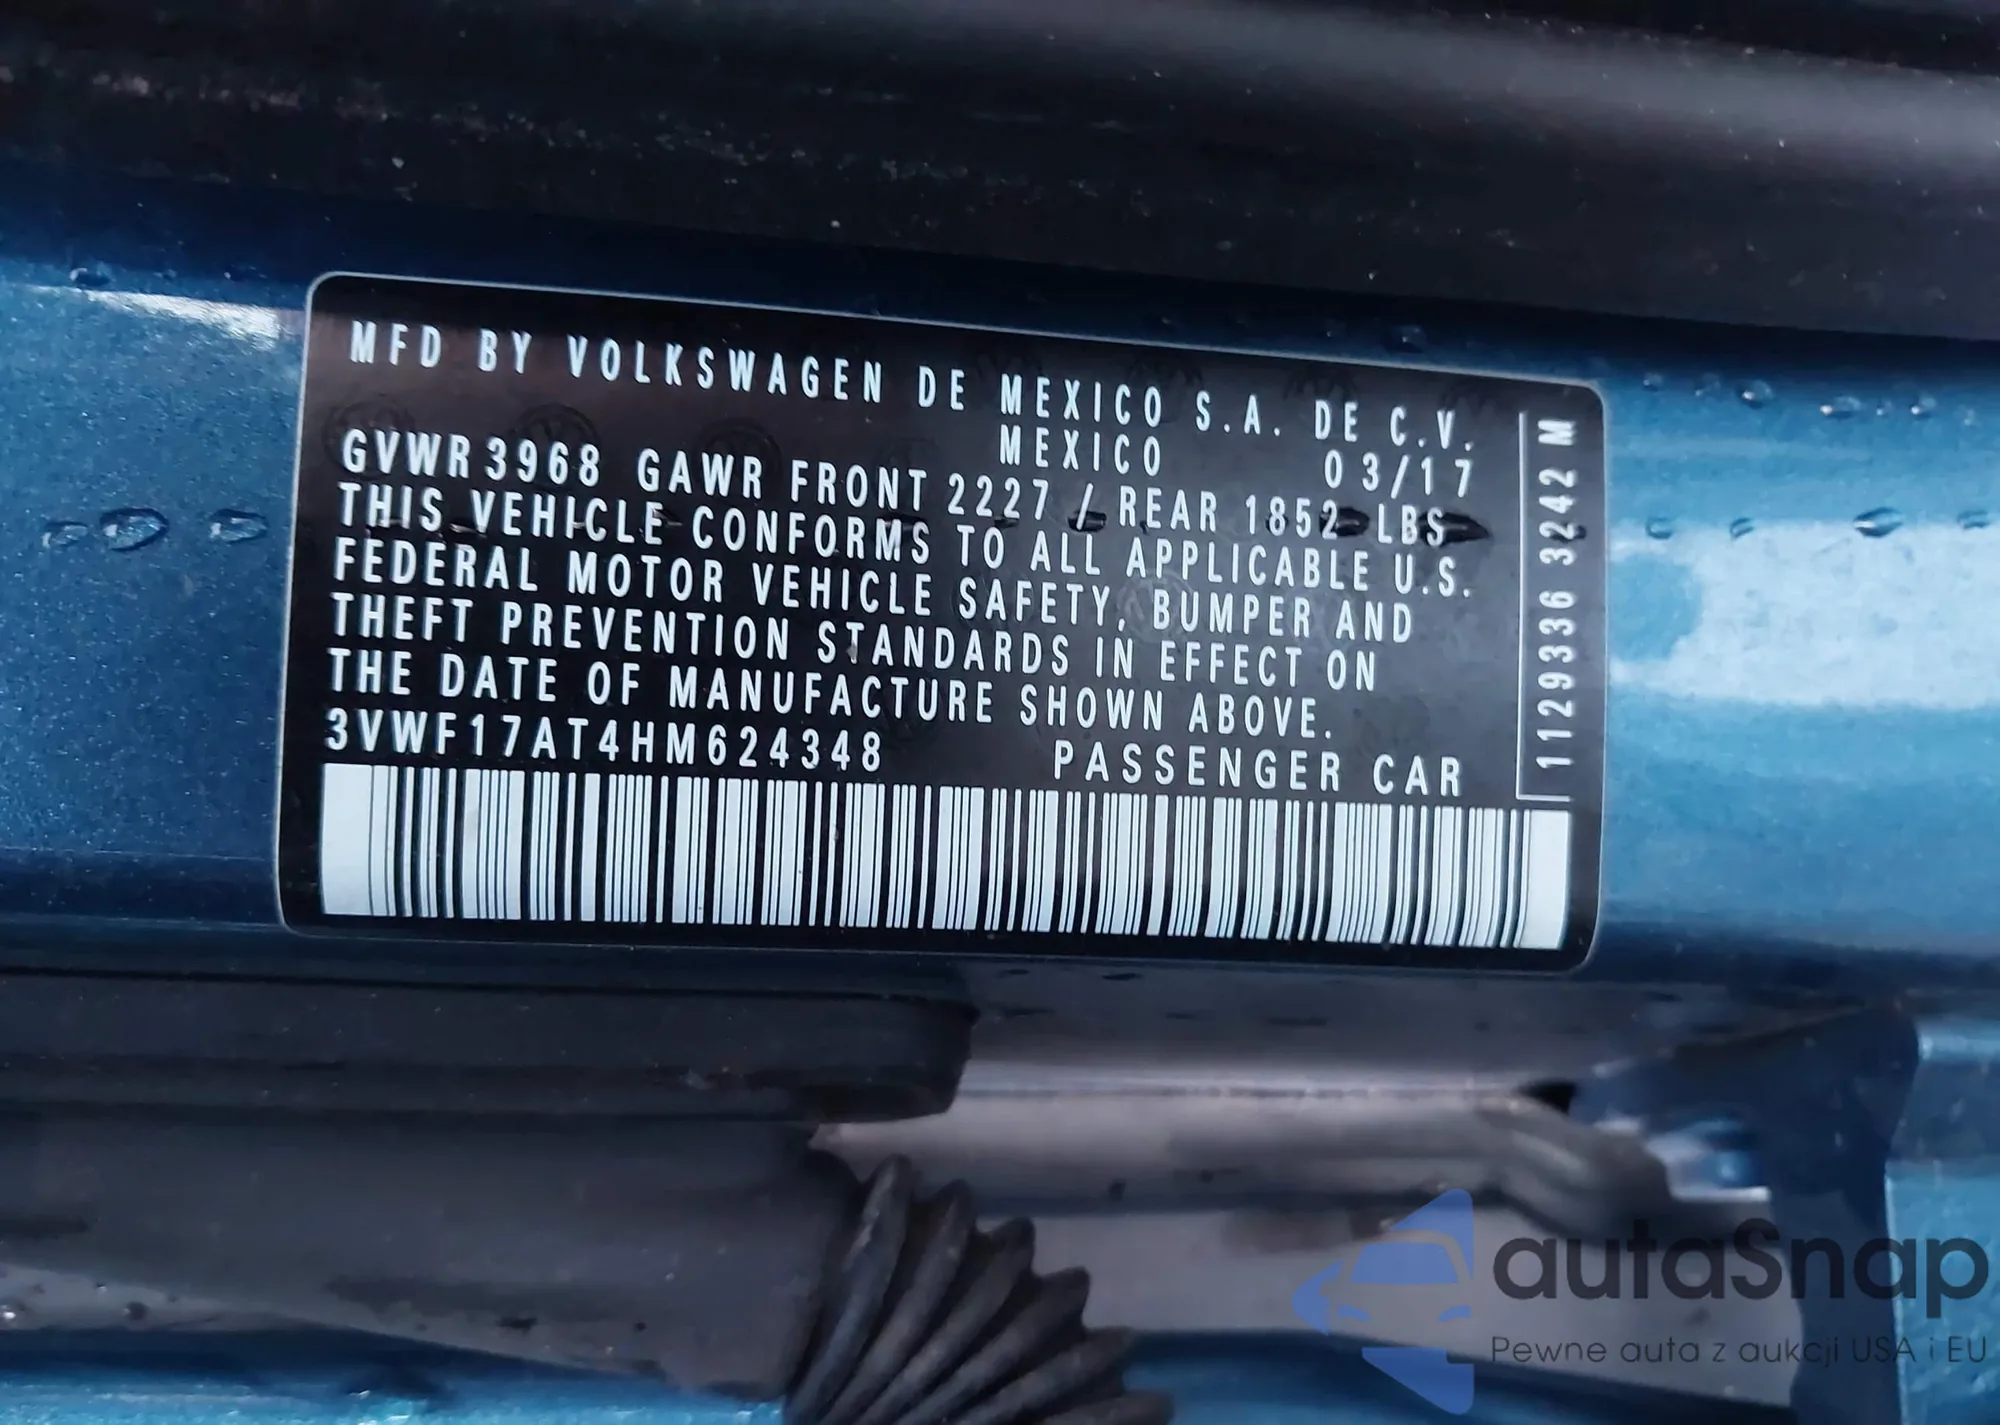 MFD BY VOLKSWAGEN DE MEXICO S.A. DE C.V.
MEXICO 03/17
GVWR 3968 GAWR FRONT 2227 / REAR 1852 LBS
THIS VEHICLE CONFORMS TO ALL APPLICABLE U.S.
FEDERAL MOTOR VEHICLE SAFETY, BUMPER AND
THEFT PREVENTION STANDARDS IN EFFECT ON
THE DATE OF MANUFACTURE SHOWN ABOVE.
3VWF17AT4HM624348 PASSENGER CAR
1129336 3242 M
autaSnap
Pewne auta z aukcji USA i EU